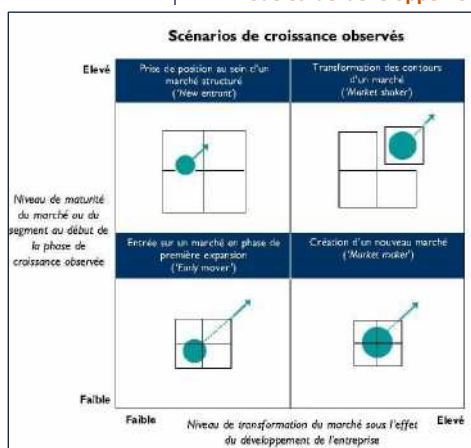 Scénarios de croissance observés
Elevé
Prise de position au sein d'un
marché structuré
('New entrant')
Transformation des contours
d'un marché
('Market shaker')
Niveau de maturité
du marché ou du
segment au début de
la phase de
croissance observée
Entrée sur un marché en phase de
première expansion
('Early mover')
Création d'un nouveau marché
('Market maker')
Faible
Faible
Elevé
Niveau de transformation du marché sous l'effet
du développement de l'entreprise